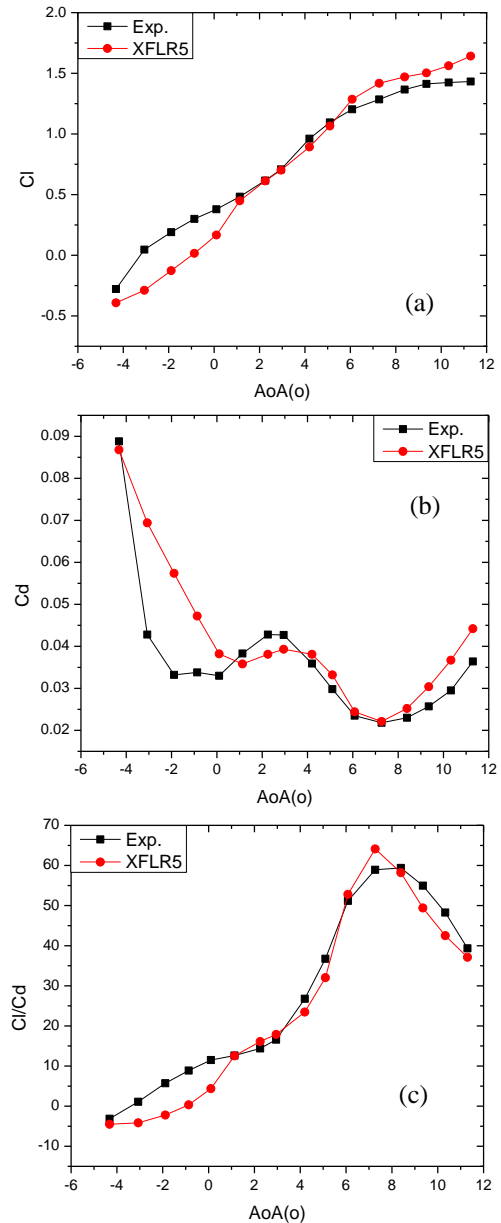 2.0
Exp.
XFLR5
1.5
1.0
Cl
0.5
0.0
-0.5
(a)
-6 -4 -2 0 2 4 6 8 10 12
AoA(o)
0.09
Exp.
XFLR5
0.08
(b)
0.07
0.06
Cd
0.05
0.04
0.03
0.02
-6 -4 -2 0 2 4 6 8 10 12
AoA(o)
70
Exp.
60
XFLR5
50
40
Cl/Cd
30
20
10
0
(c)
-10
-6 -4 -2 0 2 4 6 8 10 12
AoA(o)